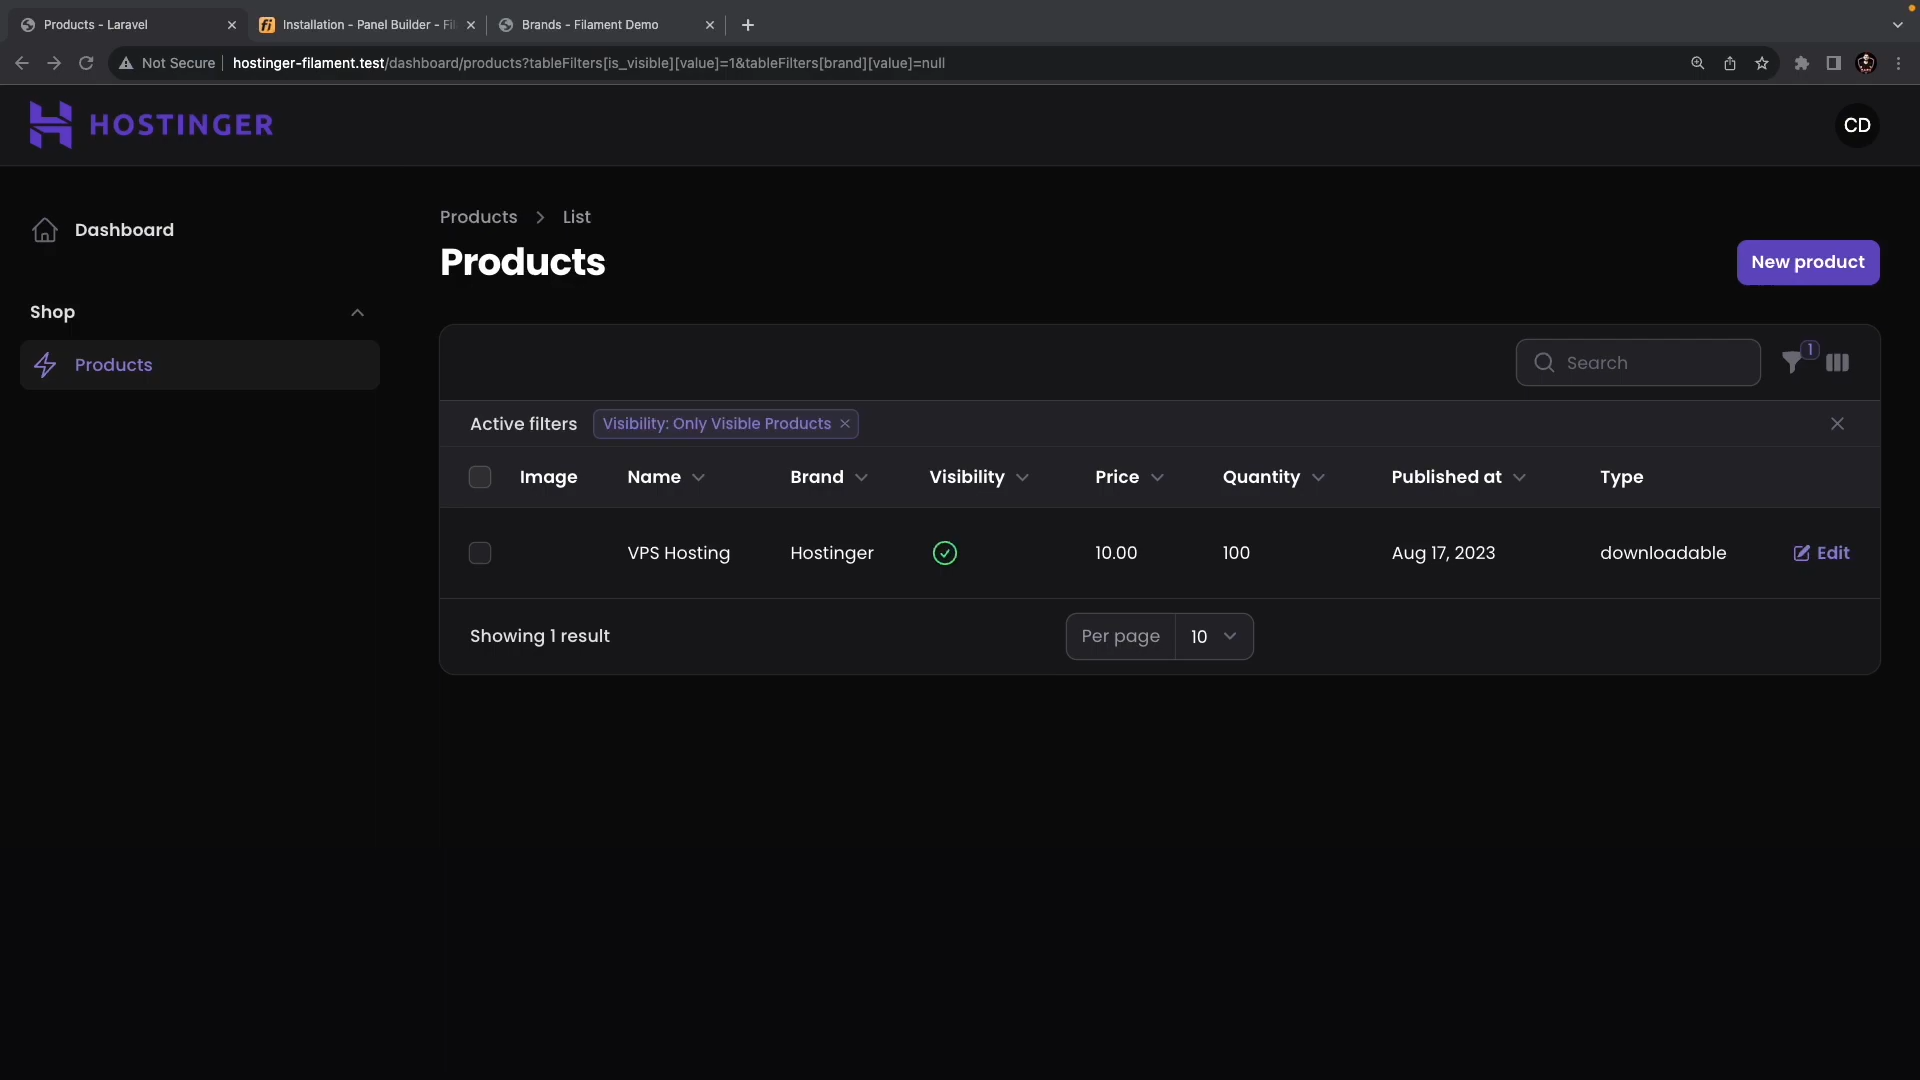 Products - Laravel
Installation - Panel Builder - Fil
Brands - Filament Demo
Not Secure
hostinger-filament.test/dashboard/products?tableFilters[is_visible][value]=1&tableFilters[brand][value]=null
HOSTINGER
CD
Dashboard
Shop
Products
Products List
Products
New product
Search
1
Active filters Visibility: Only Visible Products
Image Name Brand Visibility Price Quantity Published at Type
VPS Hosting Hostinger 10.00 100 Aug 17, 2023 downloadable Edit
Showing 1 result
Per page 10